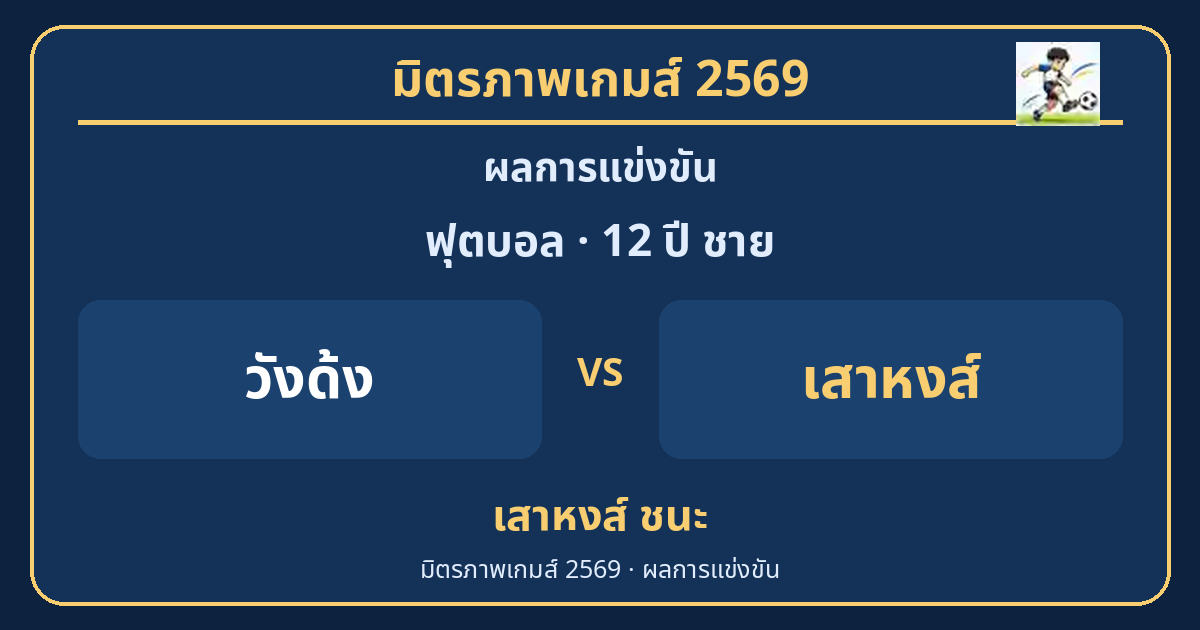 มิตรภาพเกมส์ 2569
ผลการแข่งขัน
ฟุตบอล · 12 ปี ชาย
วังด้ง
VS
เสาหงส์
เสาหงส์ ชนะ
มิตรภาพเกมส์ 2569 · ผลการแข่งขัน